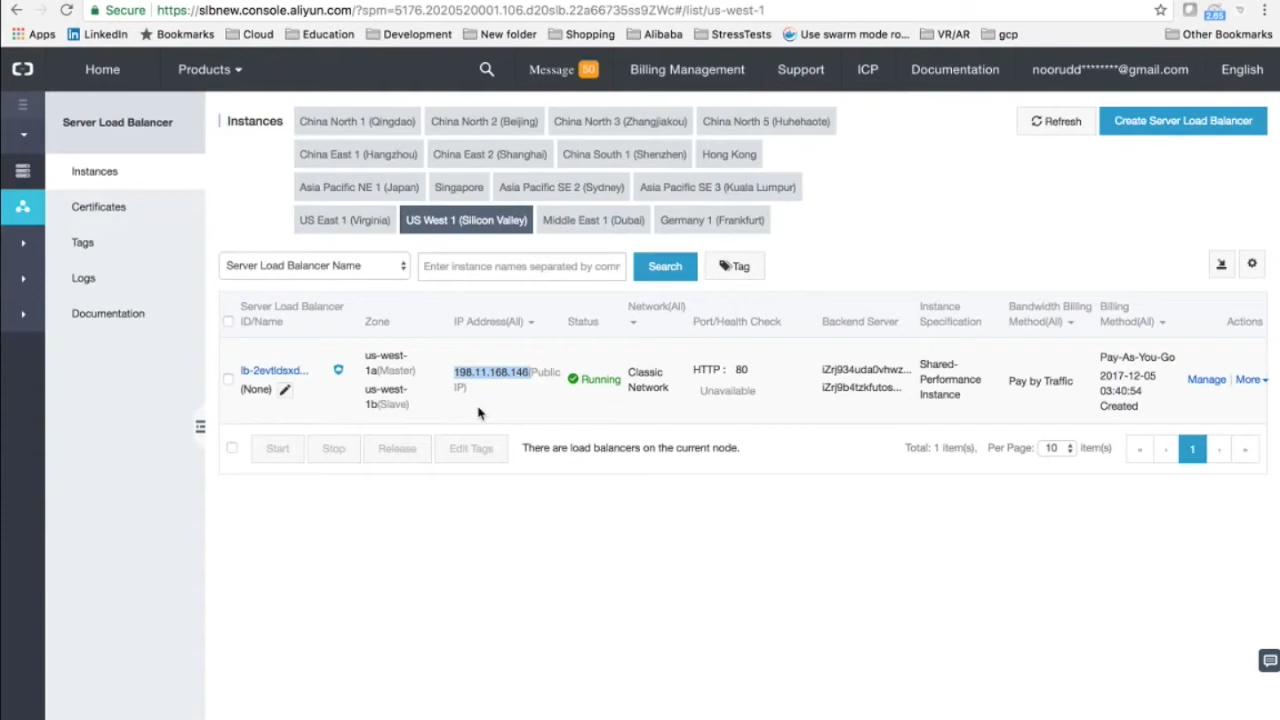 Secure https://slbnew.console.aliyun.com/?spm=5176.2020520001.106.d20slb.22a66735ss9ZWc#/list/us-west-1
2.65
Apps LinkedIn Bookmarks Cloud Education Development New folder Shopping Alibaba StressTests Use swarm mode ro... VR/AR gcp Other Bookmarks
Home Products Message 50 Billing Management Support ICP Documentation noorudd********@gmail.com English
Server Load Balancer
Instances
Certificates
Tags
Logs
Documentation
Instances China North 1 (Qingdao) China North 2 (Beijing) China North 3 (Zhangjiakou) China North 5 (Huhehaote) Refresh Create Server Load Balancer
China East 1 (Hangzhou) China East 2 (Shanghai) China South 1 (Shenzhen) Hong Kong
Asia Pacific NE 1 (Japan) Singapore Asia Pacific SE 2 (Sydney) Asia Pacific SE 3 (Kuala Lumpur)
US East 1 (Virginia) US West 1 (Silicon Valley) Middle East 1 (Dubai) Germany 1 (Frankfurt)
Server Load Balancer Name Enter instance names separated by comm Search Tag
Server Load Balancer
ID/Name
Zone
IP Address(All)
Status
Network(All)
Port/Health Check
Backend Server
Instance
Specification
Bandwidth Billing
Method(All)
Billing
Method(All)
Actions
lb-2evtldsxd...
(None)
us-west-
1a(Master)
us-west-
1b(Slave)
198.11.168.146(Public
IP)
Running
Classic
Network
HTTP : 80
Unavailable
iZrj934uda0vhwz...
iZrj9b4tzkfutos...
Shared-
Performance
Instance
Pay by Traffic
Pay-As-You-Go
2017-12-05
03:40:54
Created
Manage | More
Start Stop Release Edit Tags There are load balancers on the current node. Total: 1 item(s), Per Page: 10 item(s) « ‹ 1 › »